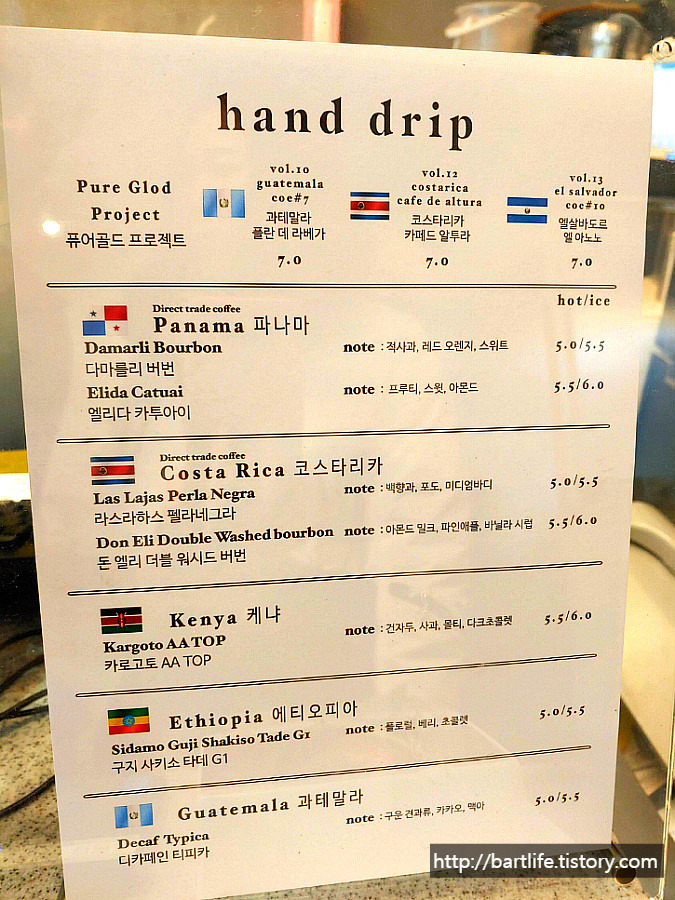 hand drip
Pure Glod
Project
퓨어골드 프로젝트
vol.10
guatemala
coe#7
과테말라
플란 데 라베가
7.0
vol.12
costarica
cafe de altura
코스타리카
카페드 알투라
7.0
vol.13
el salvador
coe#10
엘살바도르
엘 아노노
7.0
hot/ice
Direct trade coffee
Panama 파나마
Damarli Bourbon note : 적사과, 레드 오렌지, 스위트 5.0/5.5
다마를리 버번
Elida Catuai note : 프루티, 스윗, 아몬드 5.5/6.0
엘리다 카투아이
Direct trade coffee
Costa Rica 코스타리카
Las Lajas Perla Negra note : 백향과, 포도, 미디엄바디 5.0/5.5
라스라하스 펠라네그라
Don Eli Double Washed bourbon note : 아몬드 밀크, 파인애플, 바닐라 시럽 5.5/6.0
돈 엘리 더블 워시드 버번
Kenya 케냐
Kargoto AA TOP note : 건자두, 사과, 몰티, 다크초콜렛 5.5/6.0
카로고토 AA TOP
Ethiopia 에티오피아
Sidamo Guji Shakiso Tade G1 note : 플로럴, 베리, 초콜렛 5.0/5.5
구지 사키소 타데 G1
Guatemala 과테말라
Decaf Typica note : 구운 견과류, 카카오, 맥아 5.0/5.5
디카페인 티피카
http://bartlife.tistory.com